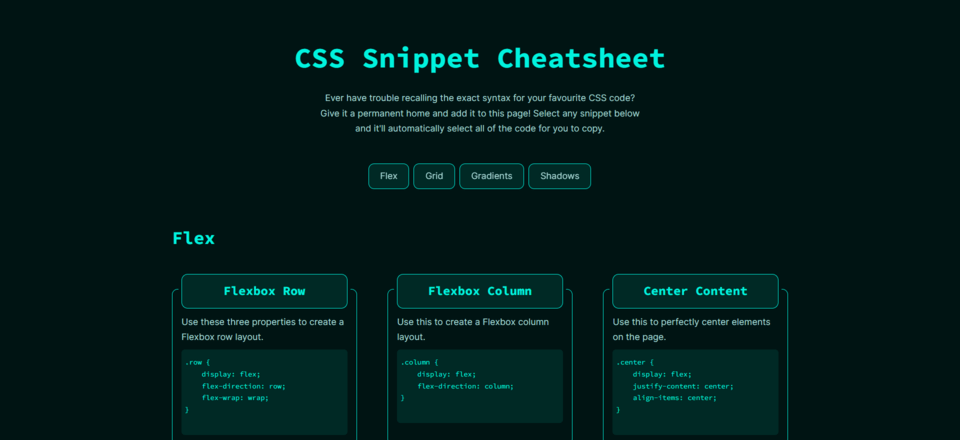 CSS Snippet Cheatsheet
Ever have trouble recalling the exact syntax for your favourite CSS code?
Give it a permanent home and add it to this page! Select any snippet below
and it'll automatically select all of the code for you to copy.
Flex
Grid
Gradients
Shadows
Flex
Flexbox Row
Use these three properties to create a
Flexbox row layout.
.row {
    display: flex;
    flex-direction: row;
    flex-wrap: wrap;
}
Flexbox Column
Use this to create a Flexbox column
layout.
.column {
    display: flex;
    flex-direction: column;
}
Center Content
Use this to perfectly center elements
on the page.
.center {
    display: flex;
    justify-content: center;
    align-items: center;
}